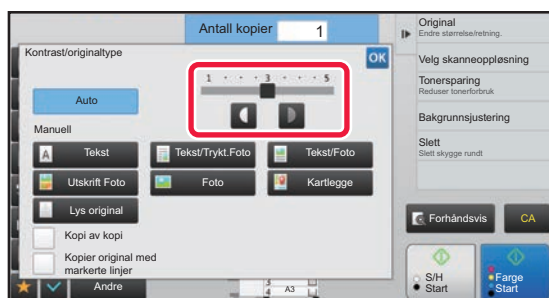 Antall kopier 1
Kontrast/originaltype
OK
1 · · · 3 · · · 5
Auto
Manuell
Tekst
Tekst/Trykt.Foto
Tekst/Foto
Utskrift Foto
Foto
Kartlegge
Lys original
Kopi av kopi
Kopier original med
markerte linjer
Andre
A3
Original
Endre størrelse/retning.
Velg skanneoppløsning
Tonersparing
Reduser tonerforbruk
Bakgrunnsjustering
Slett
Slett skygge rundt
Forhåndsvis
CA
S/H
Start
Farge
Start